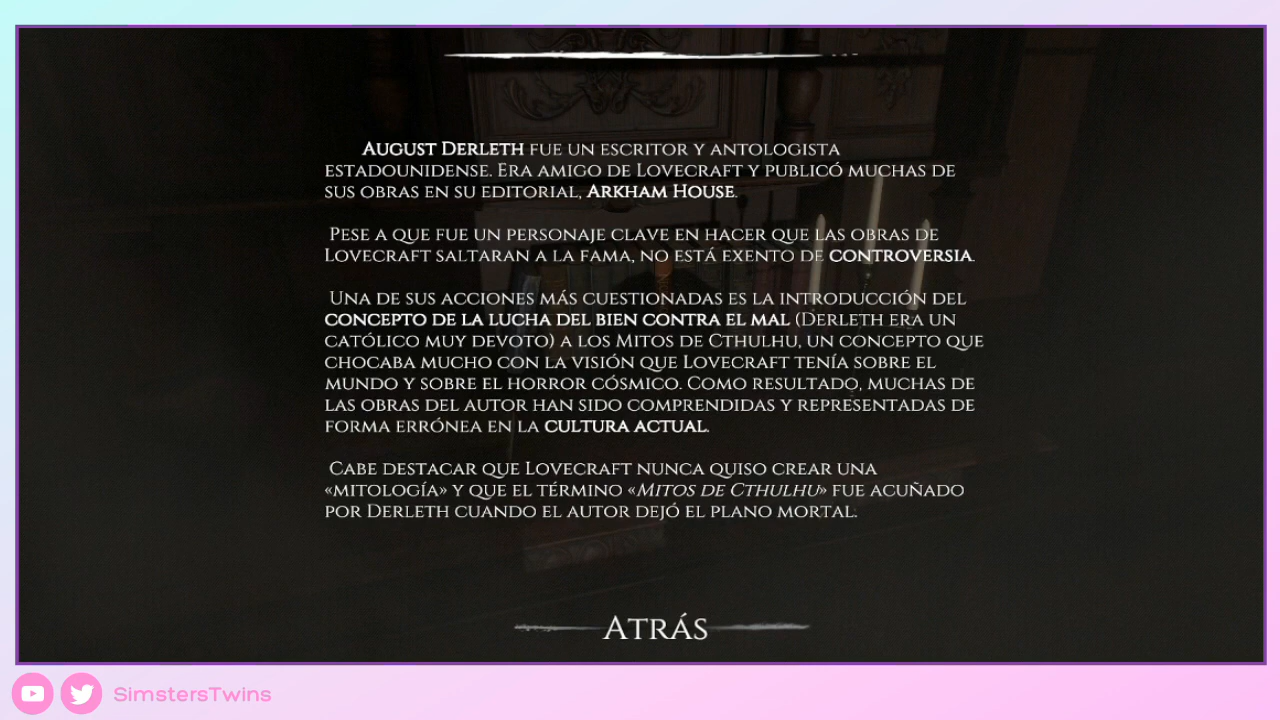 August Derleth fue un escritor y antologista
estadounidense. Era amigo de Lovecraft y publicó muchas de
sus obras en su editorial, Arkham House.
Pese a que fue un personaje clave en hacer que las obras de
Lovecraft saltaran a la fama, no está exento de controversia.
Una de sus acciones más cuestionadas es la introducción del
concepto de la lucha del bien contra el mal (Derleth era un
católico muy devoto) a los Mitos de Cthulhu, un concepto que
chocaba mucho con la visión que Lovecraft tenía sobre el
mundo y sobre el horror cósmico. Como resultado, muchas de
las obras del autor han sido comprendidas y representadas de
forma errónea en la cultura actual.
Cabe destacar que Lovecraft nunca quiso crear una
«mitología» y que el término «Mitos de Cthulhu» fue acuñado
por Derleth cuando el autor dejó el plano mortal.
Atrás
SimstersTwins